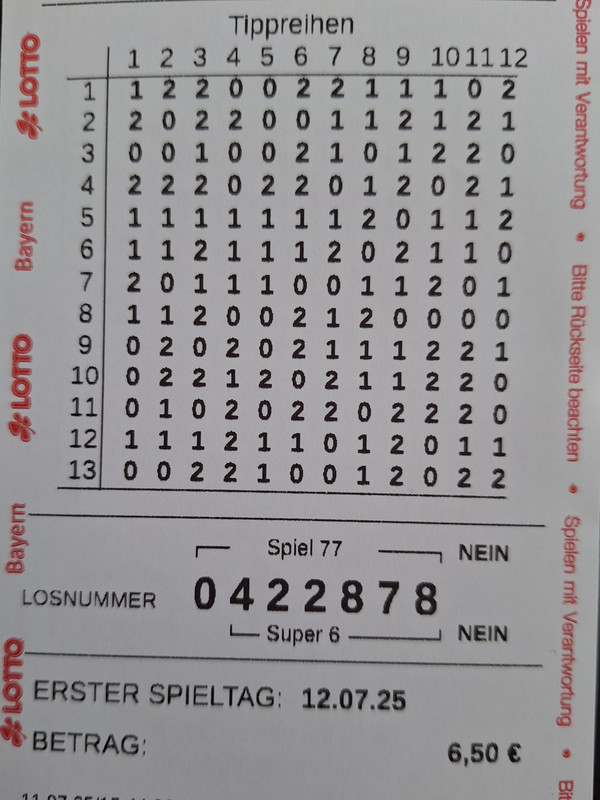 Tippreihen
1 2 3 4 5 6 7 8 9 10 11 12
1 1 2 2 0 0 2 2 1 1 1 0 2
2 2 0 2 2 0 0 1 1 2 1 2 1
3 0 0 1 0 0 2 1 0 1 2 2 0
4 2 2 2 0 2 2 0 1 2 0 2 1
5 1 1 1 1 1 1 1 2 0 1 1 2
6 1 1 2 1 1 1 2 0 2 1 1 0
7 2 0 1 1 1 0 0 1 1 2 0 1
8 1 1 2 0 0 2 1 2 0 0 0 0
9 0 2 0 2 0 2 1 1 1 2 2 1
10 0 2 2 1 2 0 2 1 1 2 2 0
11 0 1 0 2 0 2 2 0 2 2 2 0
12 1 1 1 2 1 1 0 1 2 0 1 1
13 0 0 2 2 1 0 0 1 2 0 2 2
Spiel 77 NEIN
LOSNUMMER 0422878
Super 6 NEIN
ERSTER SPIELTAG: 12.07.25
BETRAG: 6,50 €
LOTTO Bayern LOTTO Bayern LOTTO
Spielen mit Verantwortung • Bitte Rückseite beachten • Spielen mit Verantwortung • Bit